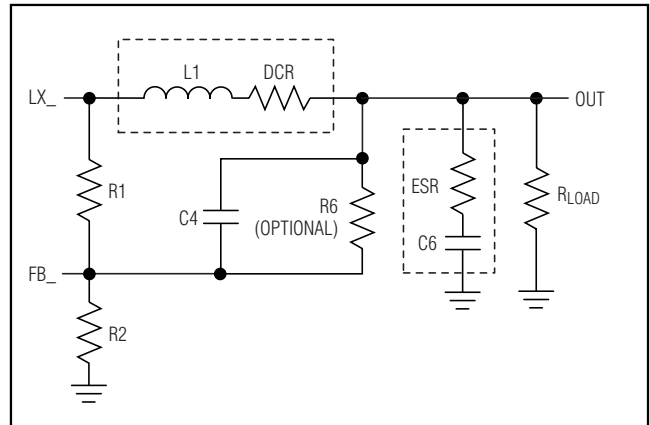 L1 DCR
LX_ OUT
R1
C4
R6
(OPTIONAL)
ESR
C6
RLOAD
FB_
R2